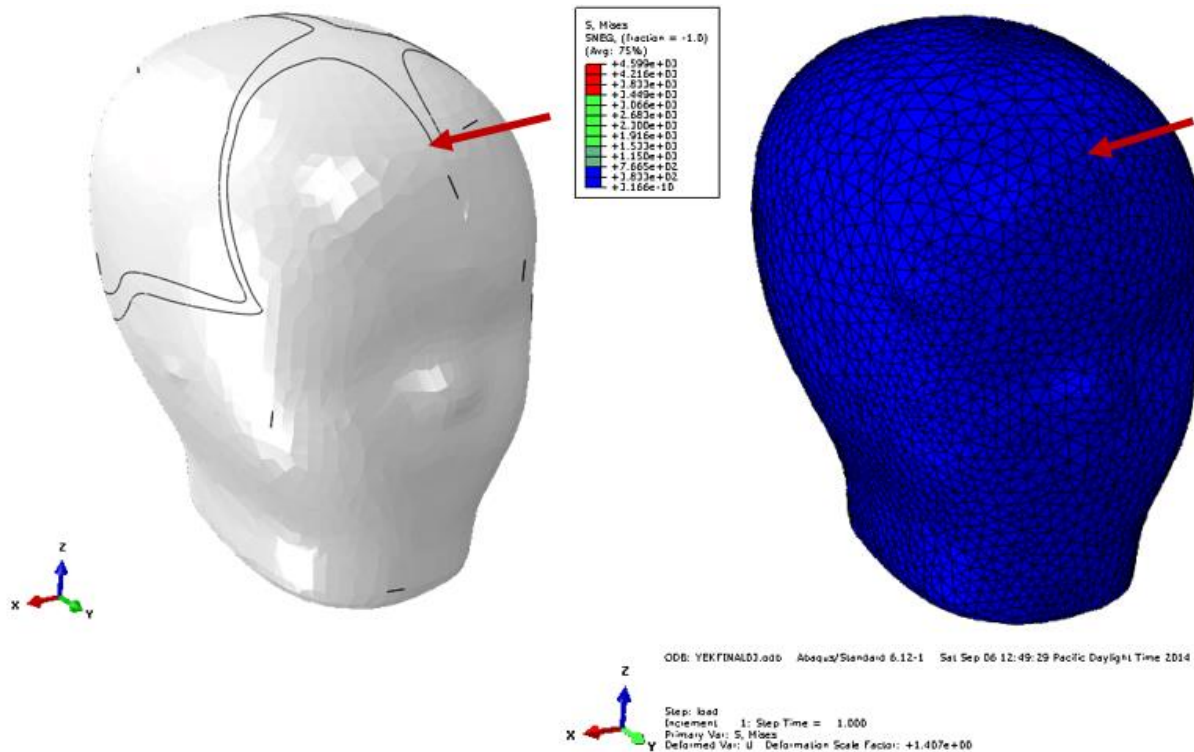 S, Mises
SNEG, (fraction = -1.0)
(Avg: 75%)
+4.599e+03
+4.216e+03
+3.833e+03
+3.449e+03
+3.066e+03
+2.683e+03
+2.300e+03
+1.916e+03
+1.533e+03
+1.150e+03
+7.665e+02
+3.833e+02
+3.166e-10
Z
X
Y
ODB: YEKFINAL03.odb Abaqus/Standard 6.12-1 Sat Sep 06 12:49:29 Pacific Daylight Time 2014
Z
X
Y
Step: load
Increment 1: Step Time = 1.000
Primary Var: S, Mises
Deformed Var: U Deformation Scale Factor: +1.407e+00